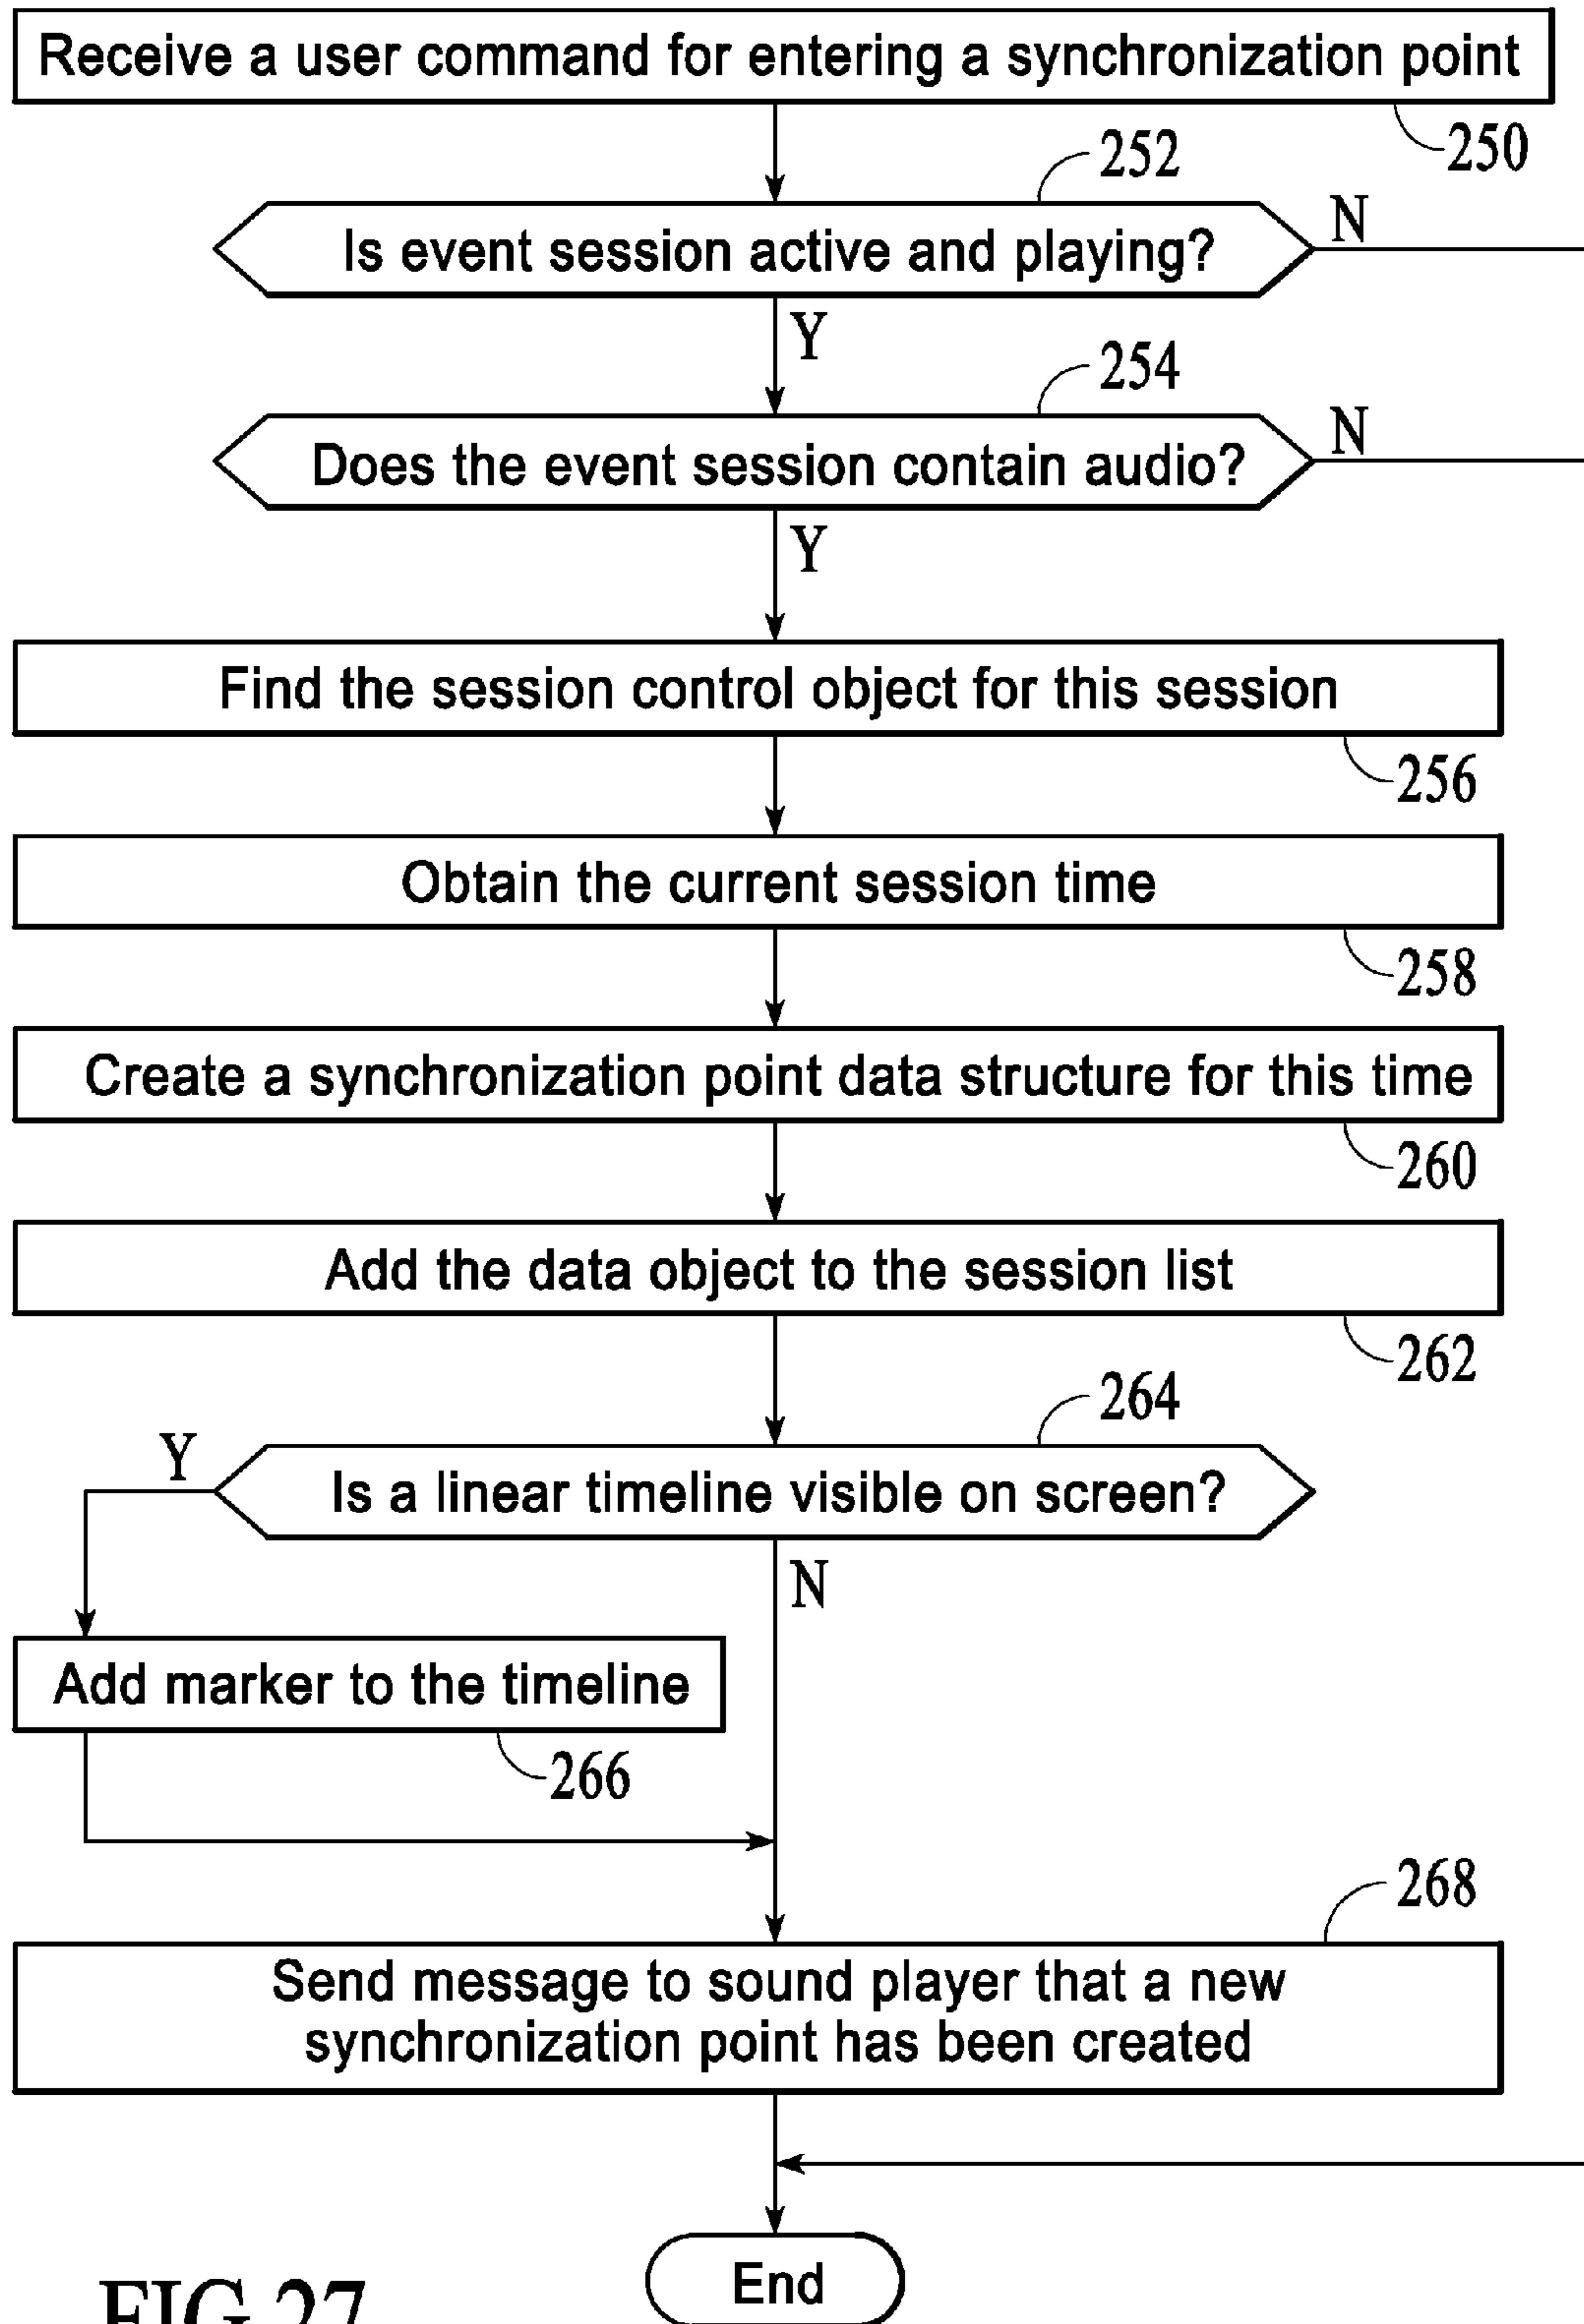 Receive a user command for entering a synchronization point
250
252
Is event session active and playing?
N
Y
254
Does the event session contain audio?
N
Y
Find the session control object for this session
256
Obtain the current session time
258
Create a synchronization point data structure for this time
260
Add the data object to the session list
262
264
Y
Is a linear timeline visible on screen?
N
Add marker to the timeline
266
268
Send message to sound player that a new
synchronization point has been created
End
FIG.27